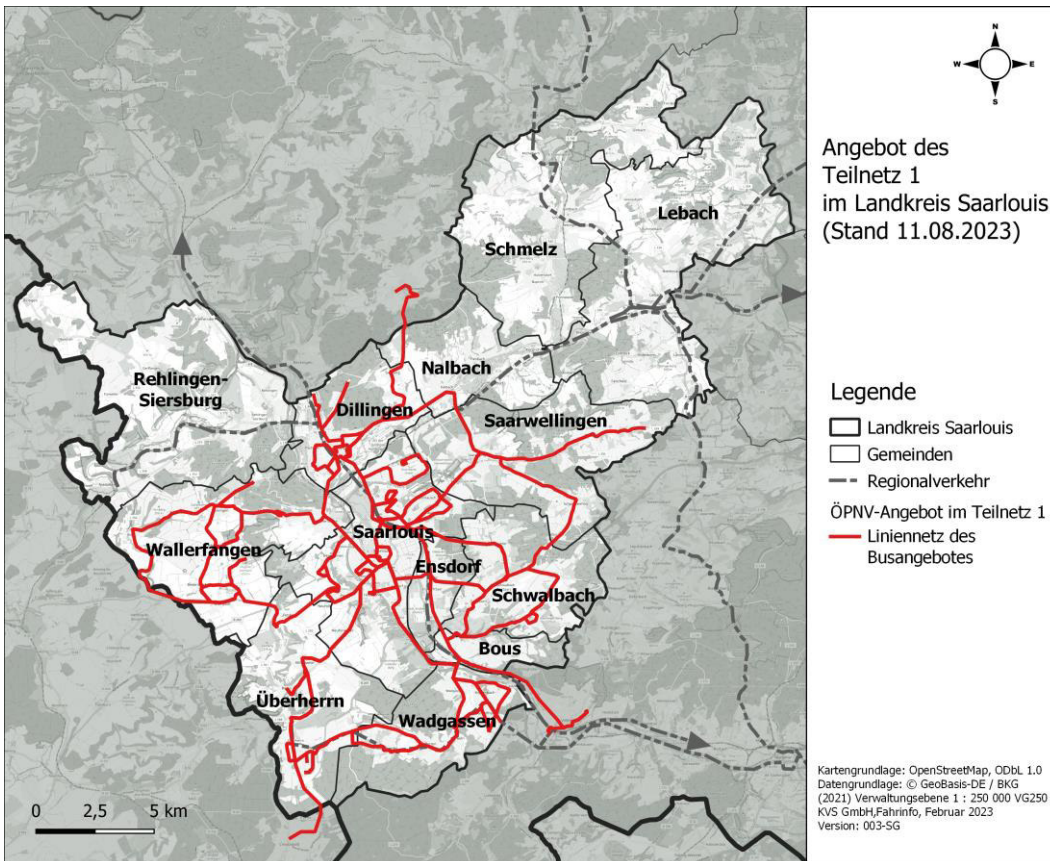 N
W
E
S
Angebot des
Teilnetz 1
im Landkreis Saarlouis
(Stand 11.08.2023)
Legende
Landkreis Saarlouis
Gemeinden
Regionalverkehr
ÖPNV-Angebot im Teilnetz 1
Liniennetz des
Busangebotes
Lebach
Schmelz
Nalbach
Rehlingen-
Siersburg
Dillingen
Saarwellingen
Saarlouis
Wallerfangen
Ensdorf
Schwalbach
Bous
Überherrn
Wadgassen
0 2,5 5 km
Kartengrundlage: OpenStreetMap, ODbL 1.0
Datengrundlage: © GeoBasis-DE / BKG
(2021) Verwaltungsebene 1 : 250 000 VG250
KVS GmbH,Fahrinfo, Februar 2023
Version: 003-SG